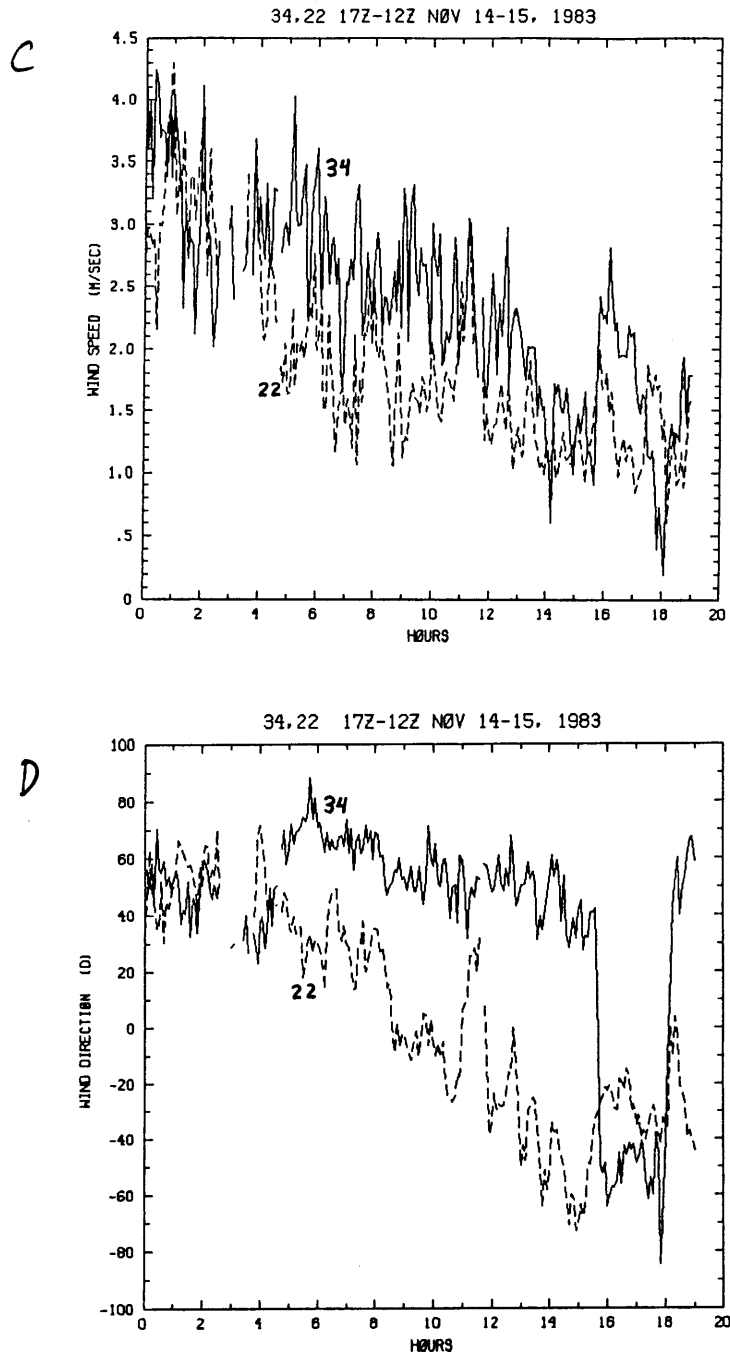 C
34,22 17Z-12Z NØV 14-15, 1983
4.5
4.0
3.5
3.0
2.5
2.0
1.5
1.0
.5
0
WIND SPEED (M/SEC)
34
22
0 2 4 6 8 10 12 14 16 18 20
HØURS
D
34,22 17Z-12Z NØV 14-15, 1983
100
80
60
40
20
0
-20
-40
-60
-80
-100
WIND DIRECTIØN (D)
34
22
0 2 4 6 8 10 12 14 16 18 20
HØURS